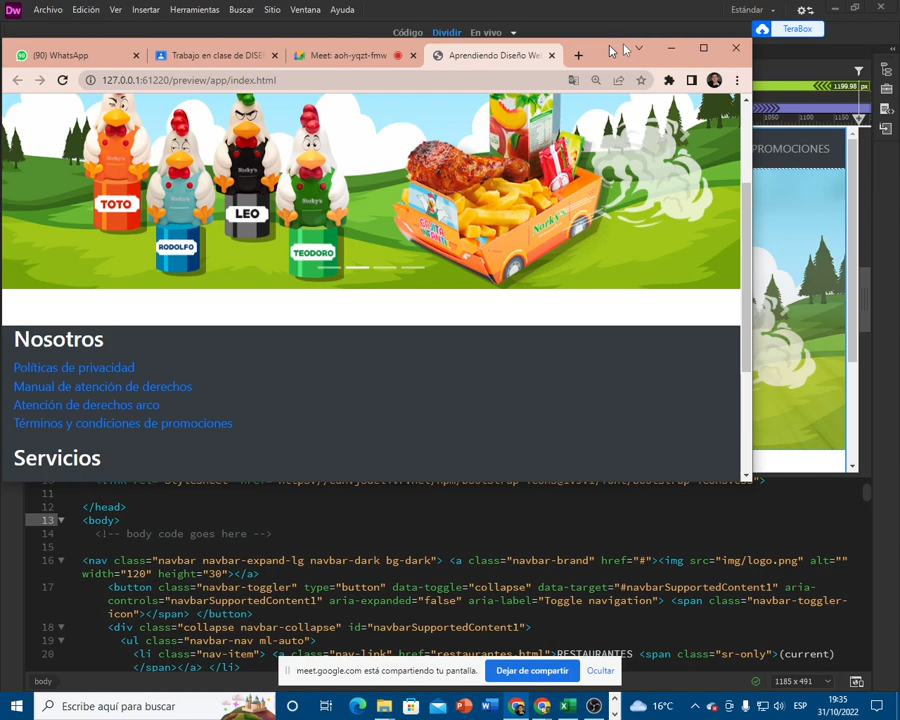 Dw Archivo Edición Ver Insertar Herramientas Buscar Sitio Ventana Ayuda Estándar
Código Dividir En vivo
TeraBox
(90) WhatsApp
Trabajo en clase de DISE
Meet: aoh-yqzt-fmw
Aprendiendo Diseño We
127.0.0.1:61220/preview/app/index.html
1199.98 px
1050 1100 1150
PROMOCIONES
TOTO
RODOLFO
LEO
TEODORO
Norky's
CAJITA INFANTIL
Norky's
Nosotros
Políticas de privacidad
Manual de atención de derechos
Atención de derechos arco
Términos y condiciones de promociones
Servicios
11
12 </head>
13 <body>
14 <!-- body code goes here -->
15
16 <nav class="navbar navbar-expand-lg navbar-dark bg-dark"> <a class="navbar-brand" href="#"><img src="img/logo.png" alt=""
width="120" height="30"></a>
17 <button class="navbar-toggler" type="button" data-toggle="collapse" data-target="#navbarSupportedContent1" aria-
controls="navbarSupportedContent1" aria-expanded="false" aria-label="Toggle navigation"> <span class="navbar-toggler-
icon"></span> </button>
18 <div class="collapse navbar-collapse" id="navbarSupportedContent1">
19 <ul class="navbar-nav ml-auto">
20 <li class="nav-item"> <a class="nav-link" href="restaurantes.html">RESTAURANTES <span class="sr-only">(current)
</span></a> </li>
meet.google.com está compartiendo tu pantalla. Dejar de compartir Ocultar
body
1185 x 491
Escribe aquí para buscar
16°C
ESP
19:35
31/10/2022